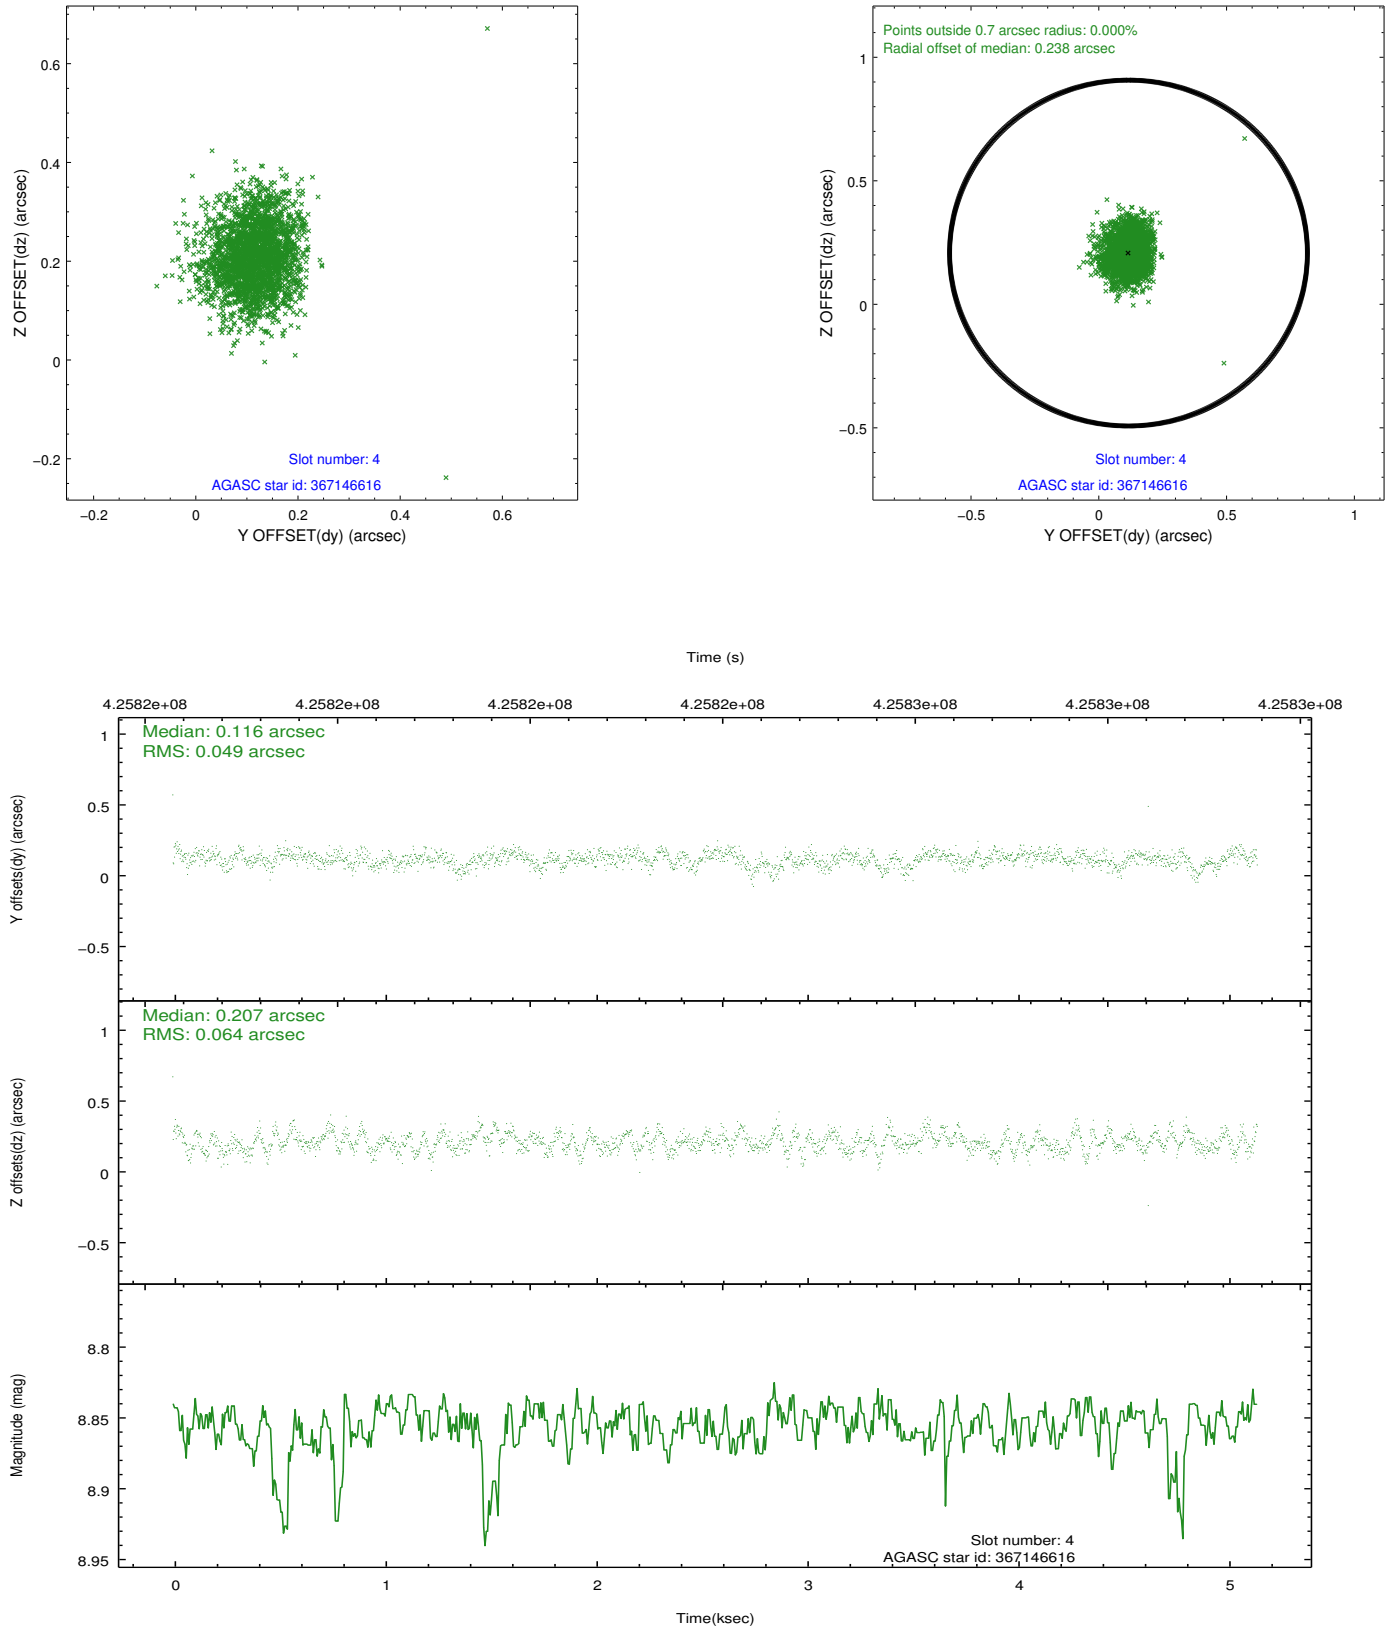 0.6
0.4
0.2
0
−0.2
Z OFFSET(dz) (arcsec)
Slot number: 4
AGASC star id: 367146616
−0.2 0 0.2 0.4 0.6
Y OFFSET(dy) (arcsec)
Points outside 0.7 arcsec radius: 0.000%
Radial offset of median: 0.238 arcsec
1
0.5
0
−0.5
Z OFFSET(dz) (arcsec)
Slot number: 4
AGASC star id: 367146616
−0.5 0 0.5 1
Y OFFSET(dy) (arcsec)
Time (s)
4.2582e+08 4.2582e+08 4.2582e+08 4.2582e+08 4.2583e+08 4.2583e+08 4.2583e+08
Median: 0.116 arcsec
RMS: 0.049 arcsec
1
0.5
0
−0.5
Y offsets(dy) (arcsec)
Median: 0.207 arcsec
RMS: 0.064 arcsec
1
0.5
0
−0.5
Z offsets(dz) (arcsec)
8.8
8.85
8.9
8.95
Magnitude (mag)
Slot number: 4
AGASC star id: 367146616
0 1 2 3 4 5
Time(ksec)